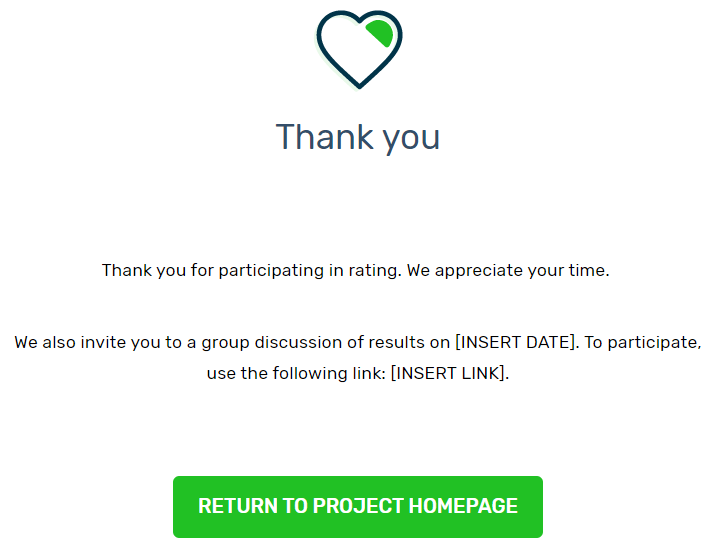 Thank you
Thank you for participating in rating. We appreciate your time.
We also invite you to a group discussion of results on [INSERT DATE]. To participate,
use the following link: [INSERT LINK].
RETURN TO PROJECT HOMEPAGE